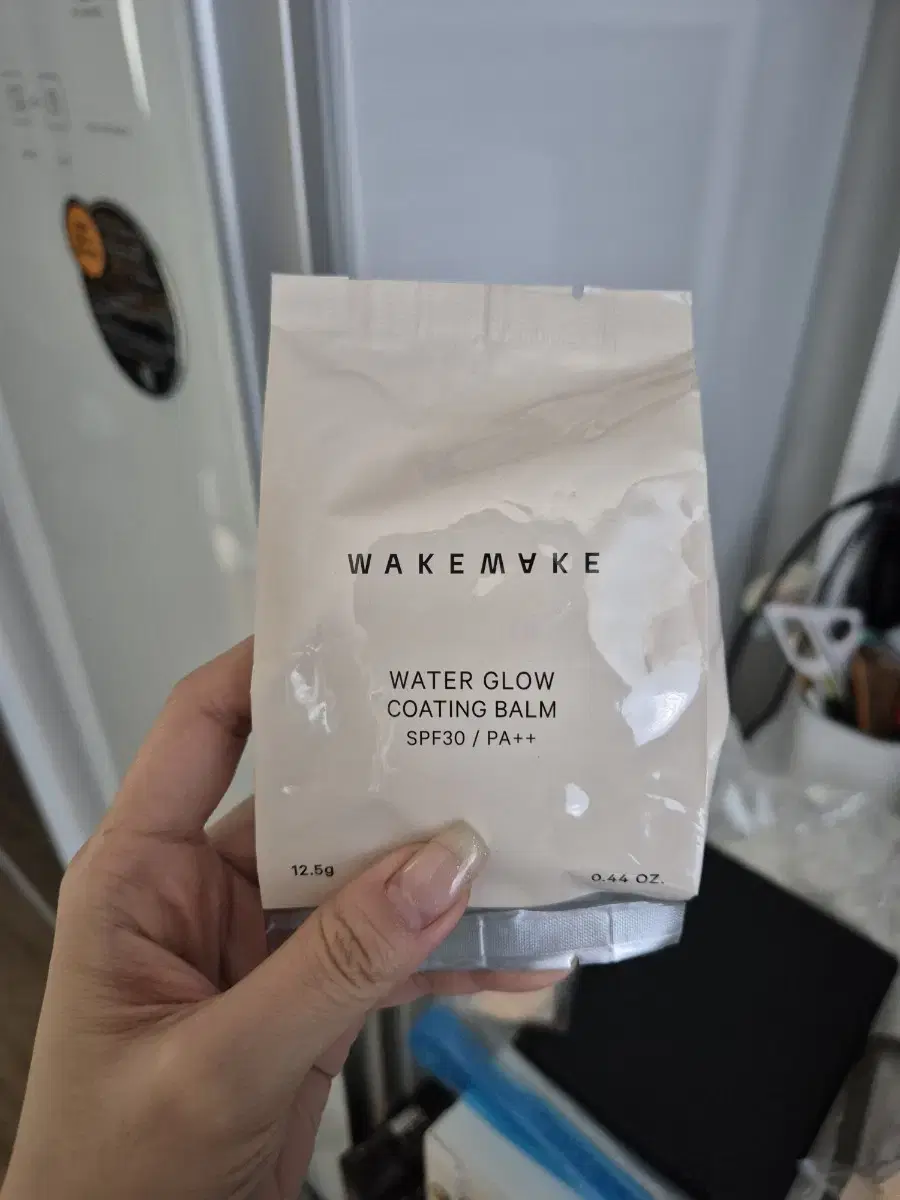 WAKEMAKE
WATER GLOW
COATING BALM
SPF30 / PA++
12.5g
0.44 OZ.